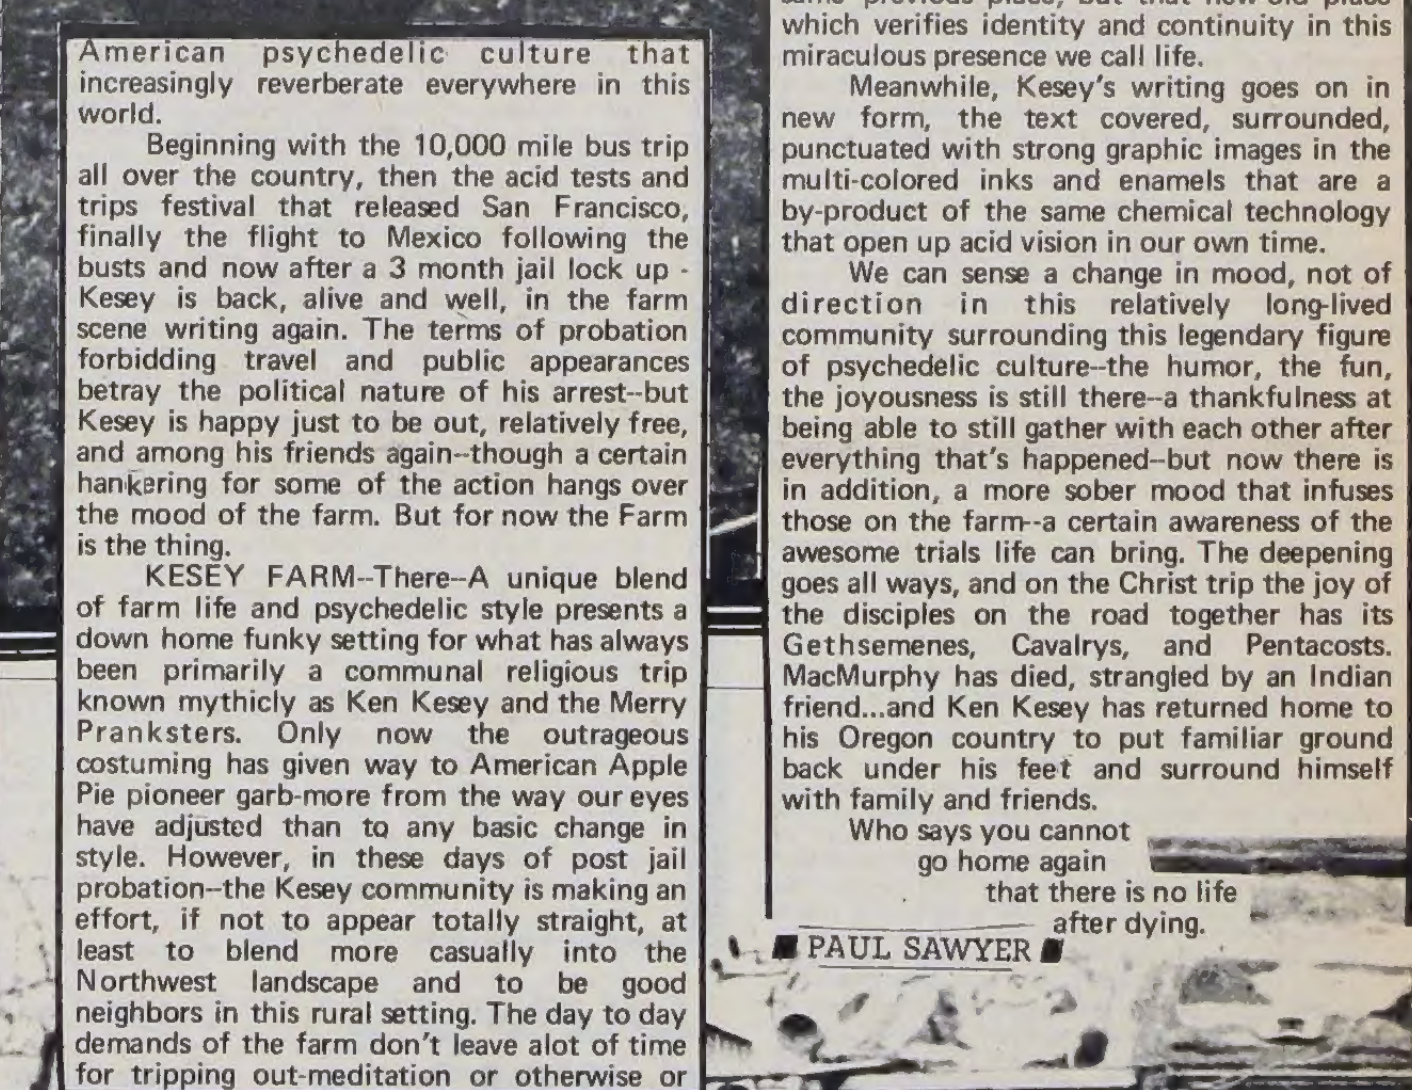 American psychedelic culture that
increasingly reverberate everywhere in this
world.
Beginning with the 10,000 mile bus trip
all over the country, then the acid tests and
trips festival that released San Francisco,
finally the flight to Mexico following the
busts and now after a 3 month jail lock up -
Kesey is back, alive and well, in the farm
scene writing again. The terms of probation
forbidding travel and public appearances
betray the political nature of his arrest--but
Kesey is happy just to be out, relatively free,
and among his friends again--though a certain
hankering for some of the action hangs over
the mood of the farm. But for now the Farm
is the thing.
KESEY FARM--There--A unique blend
of farm life and psychedelic style presents a
down home funky setting for what has always
been primarily a communal religious trip
known mythicly as Ken Kesey and the Merry
Pranksters. Only now the outrageous
costuming has given way to American Apple
Pie pioneer garb-more from the way our eyes
have adjusted than to any basic change in
style. However, in these days of post jail
probation--the Kesey community is making an
effort, if not to appear totally straight, at
least to blend more casually into the
Northwest landscape and to be good
neighbors in this rural setting. The day to day
demands of the farm don't leave alot of time
for tripping out-meditation or otherwise or
same previous place, but that new-old place
which verifies identity and continuity in this
miraculous presence we call life.
Meanwhile, Kesey's writing goes on in
new form, the text covered, surrounded,
punctuated with strong graphic images in the
multi-colored inks and enamels that are a
by-product of the same chemical technology
that open up acid vision in our own time.
We can sense a change in mood, not of
direction in this relatively long-lived
community surrounding this legendary figure
of psychedelic culture--the humor, the fun,
the joyousness is still there--a thankfulness at
being able to still gather with each other after
everything that's happened--but now there is
in addition, a more sober mood that infuses
those on the farm--a certain awareness of the
awesome trials life can bring. The deepening
goes all ways, and on the Christ trip the joy of
the disciples on the road together has its
Gethsemenes, Cavalrys, and Pentacosts.
MacMurphy has died, strangled by an Indian
friend...and Ken Kesey has returned home to
his Oregon country to put familiar ground
back under his feet and surround himself
with family and friends.
Who says you cannot
go home again
that there is no life
after dying.
PAUL SAWYER